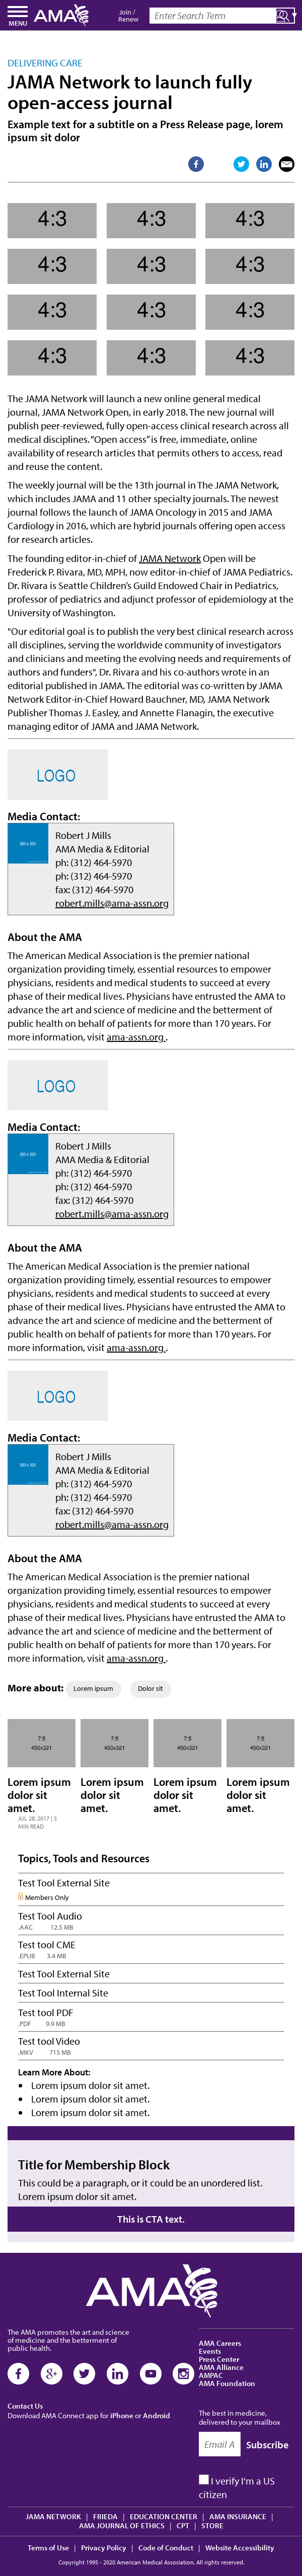 MENU
AMA
Join /
Renew
Enter Search Term
DELIVERING CARE
JAMA Network to launch fully
open-access journal
Example text for a subtitle on a Press Release page, lorem
ipsum sit dolor
4:3 4:3 4:3
4:3 4:3 4:3
4:3 4:3 4:3
4:3 4:3 4:3
The JAMA Network will launch a new online general medical
journal, JAMA Network Open, in early 2018. The new journal will
publish peer-reviewed, fully open-access clinical research across all
medical disciplines. "Open access" is free, immediate, online
availability of research articles that permits others to access, read
and reuse the content.
The weekly journal will be the 13th journal in The JAMA Network,
which includes JAMA and 11 other specialty journals. The newest
journal follows the launch of JAMA Oncology in 2015 and JAMA
Cardiology in 2016, which are hybrid journals offering open access
for research articles.
The founding editor-in-chief of JAMA Network Open will be
Frederick P. Rivara, MD, MPH, now editor-in-chief of JAMA Pediatrics.
Dr. Rivara is Seattle Children's Guild Endowed Chair in Pediatrics,
professor of pediatrics and adjunct professor of epidemiology at the
University of Washington.
"Our editorial goal is to publish the very best clinical research across
all disciplines, serving the worldwide community of investigators
and clinicians and meeting the evolving needs and requirements of
authors and funders", Dr. Rivara and his co-authors wrote in an
editorial published in JAMA. The editorial was co-written by JAMA
Network Editor-in-Chief Howard Bauchner, MD, JAMA Network
Publisher Thomas J. Easley, and Annette Flanagin, the executive
managing editor of JAMA and JAMA Network.
LOGO
Media Contact:
Robert J Mills
AMA Media & Editorial
ph: (312) 464-5970
ph: (312) 464-5970
fax: (312) 464-5970
robert.mills@ama-assn.org
About the AMA
The American Medical Association is the premier national
organization providing timely, essential resources to empower
physicians, residents and medical students to succeed at every
phase of their medical lives. Physicians have entrusted the AMA to
advance the art and science of medicine and the betterment of
public health on behalf of patients for more than 170 years. For
more information, visit ama-assn.org .
LOGO
Media Contact:
Robert J Mills
AMA Media & Editorial
ph: (312) 464-5970
ph: (312) 464-5970
fax: (312) 464-5970
robert.mills@ama-assn.org
About the AMA
The American Medical Association is the premier national
organization providing timely, essential resources to empower
physicians, residents and medical students to succeed at every
phase of their medical lives. Physicians have entrusted the AMA to
advance the art and science of medicine and the betterment of
public health on behalf of patients for more than 170 years. For
more information, visit ama-assn.org .
LOGO
Media Contact:
Robert J Mills
AMA Media & Editorial
ph: (312) 464-5970
ph: (312) 464-5970
fax: (312) 464-5970
robert.mills@ama-assn.org
About the AMA
The American Medical Association is the premier national
organization providing timely, essential resources to empower
physicians, residents and medical students to succeed at every
phase of their medical lives. Physicians have entrusted the AMA to
advance the art and science of medicine and the betterment of
public health on behalf of patients for more than 170 years. For
more information, visit ama-assn.org .
More about: Lorem ipsum Dolor sit
7:5 7:5 7:5 7:5
450x321 450x321 450x321 450x321
Lorem ipsum Lorem ipsum Lorem ipsum Lorem ipsum
dolor sit dolor sit dolor sit dolor sit
amet. amet. amet. amet.
JUL 28, 2017 | 5
MIN READ
Topics, Tools and Resources
Test Tool External Site
Members Only
Test Tool Audio
.AAC 12.5 MB
Test tool CME
.EPUB 3.4 MB
Test Tool External Site
Test Tool Internal Site
Test tool PDF
.PDF 9.9 MB
Test tool Video
.MKV 715 MB
Learn More About:
Lorem ipsum dolor sit amet.
Lorem ipsum dolor sit amet.
Lorem ipsum dolor sit amet.
Title for Membership Block
This could be a paragraph, or it could be an unordered list.
Lorem ipsum dolor sit amet.
This is CTA text.
AMA
The AMA promotes the art and science
of medicine and the betterment of
public health.
Contact Us
Download AMA Connect app for iPhone or Android
AMA Careers
Events
Press Center
AMA Alliance
AMPAC
AMA Foundation
The best in medicine,
delivered to your mailbox
Email A
Subscribe
I verify I'm a US
citizen
JAMA NETWORK | FRIEDA | EDUCATION CENTER | AMA INSURANCE |
AMA JOURNAL OF ETHICS | CPT | STORE
Terms of Use | Privacy Policy | Code of Conduct | Website Accessibility
Copyright 1995 - 2020 American Medical Association. All rights reserved.